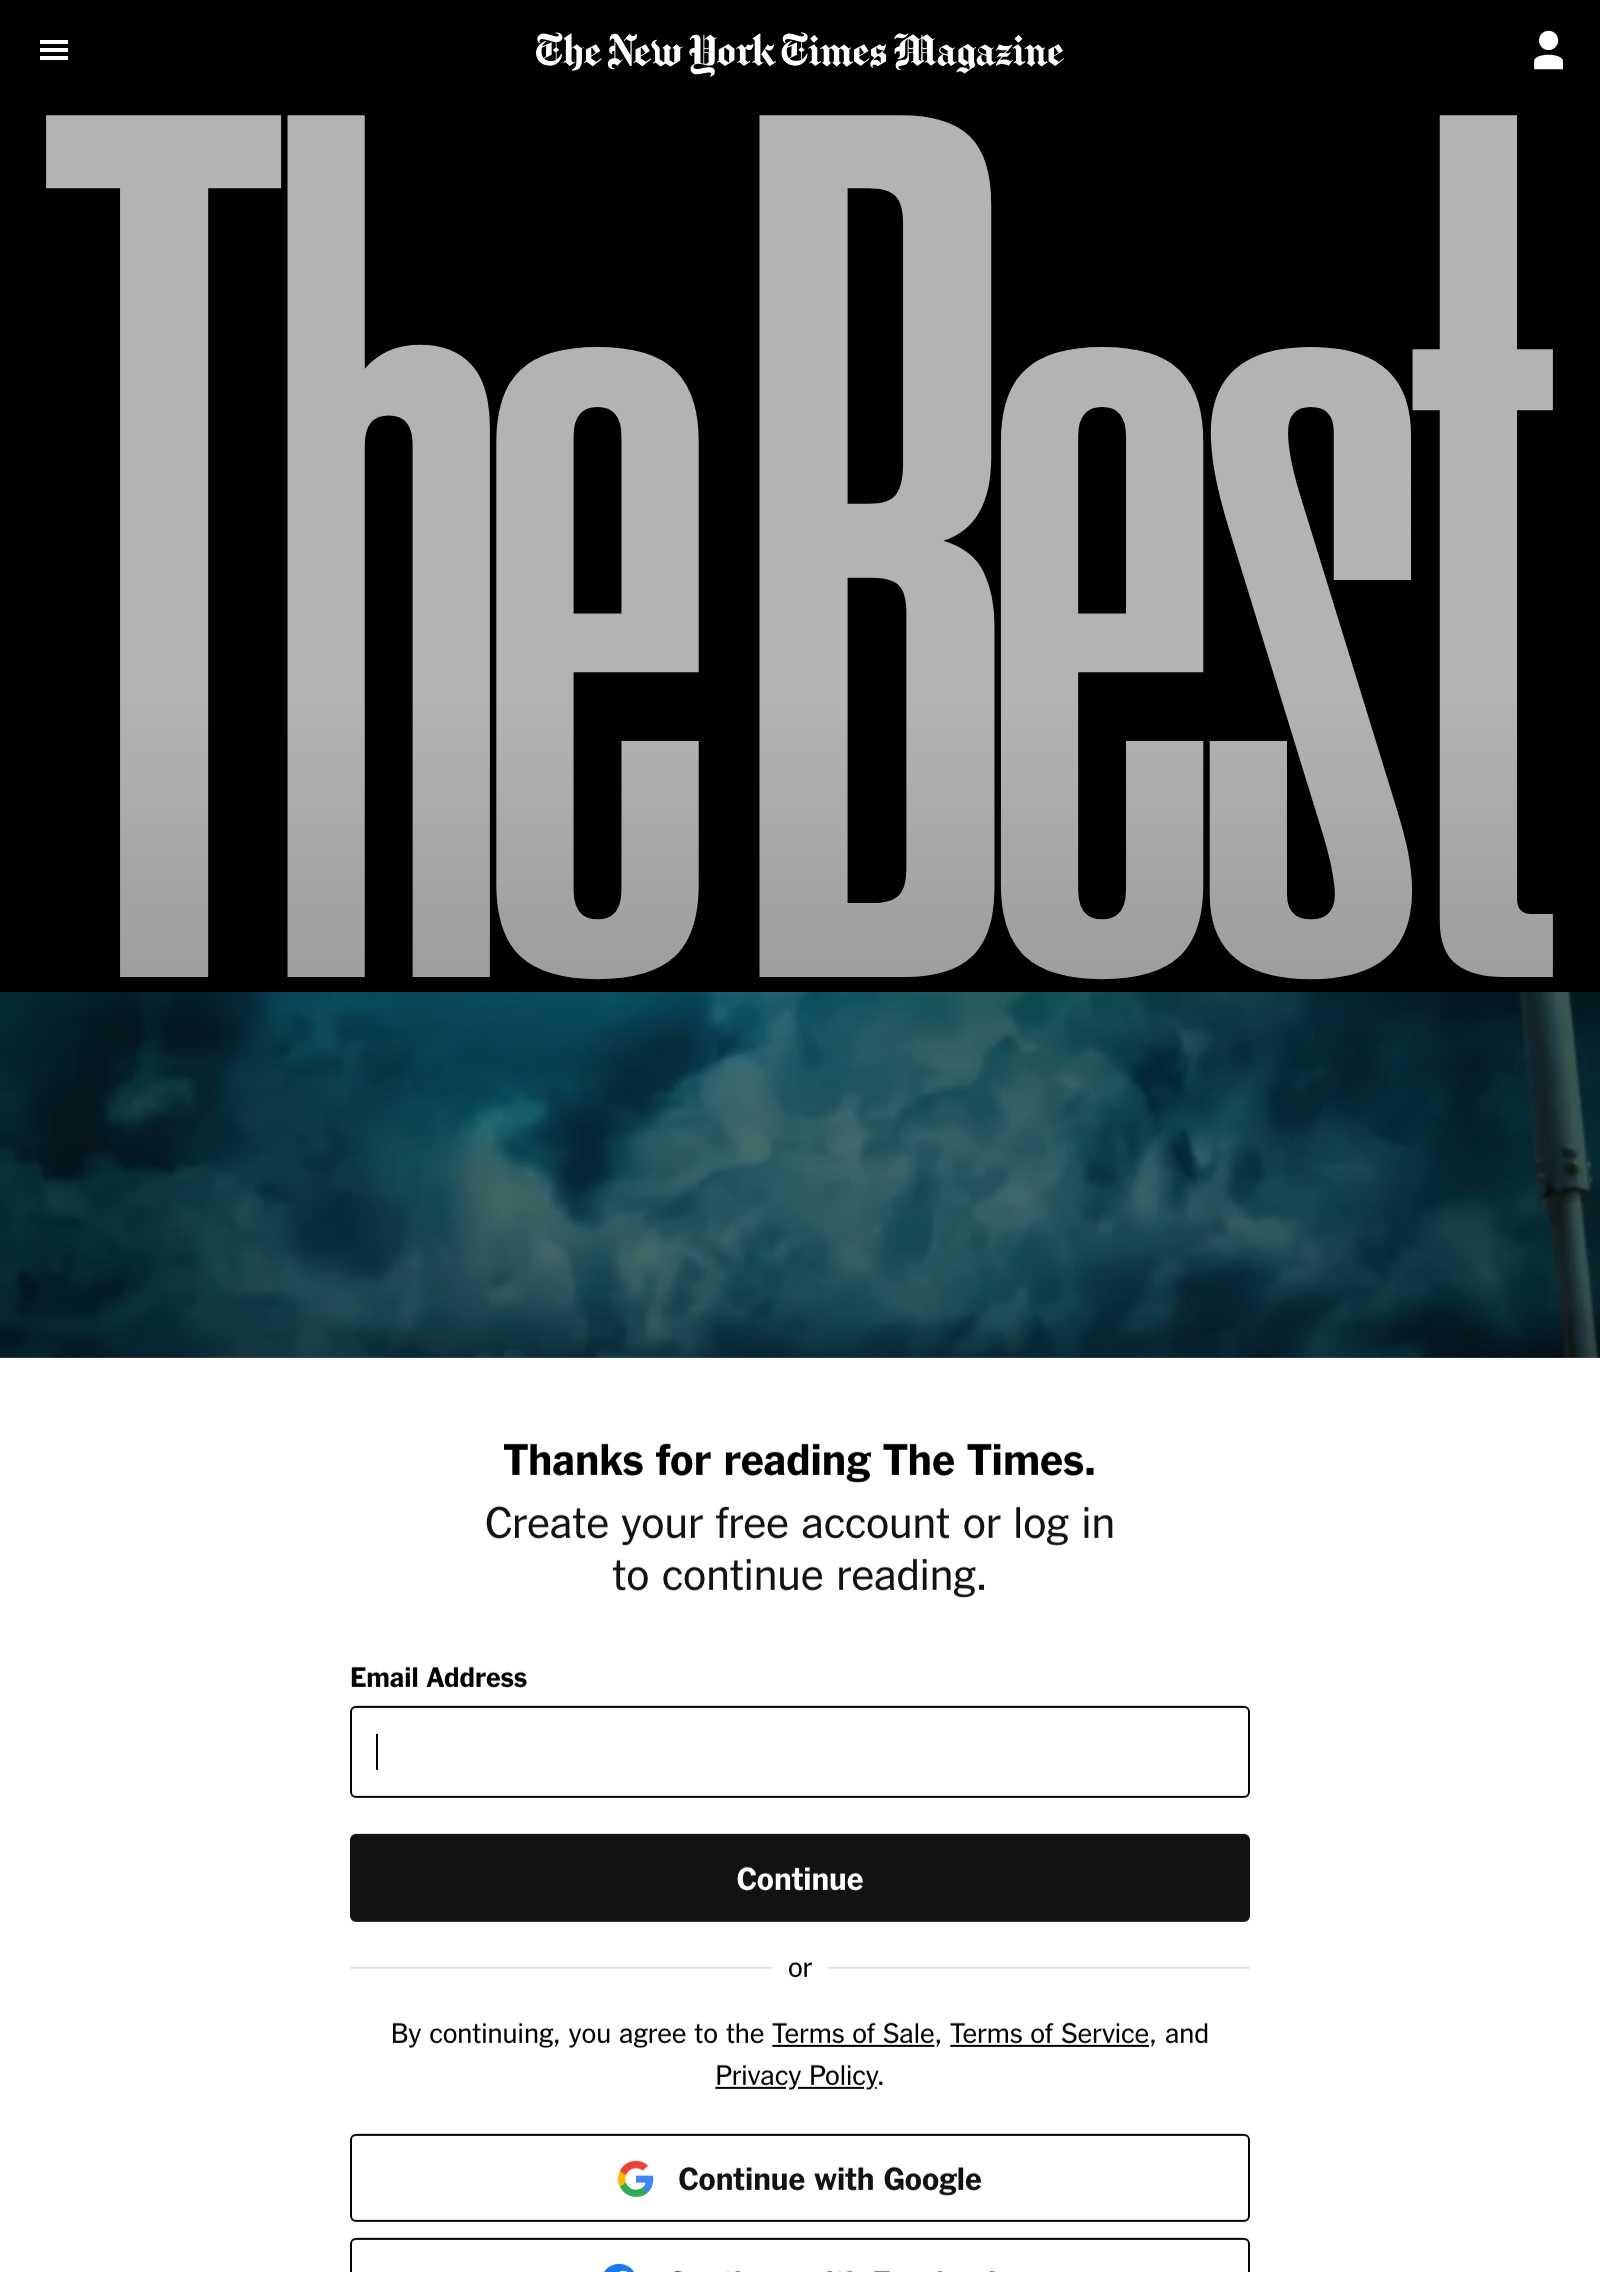 The New York Times Magazine
The Best
Thanks for reading The Times.
Create your free account or log in
to continue reading.
Email Address
Continue
or
By continuing, you agree to the Terms of Sale, Terms of Service, and
Privacy Policy.
Continue with Google